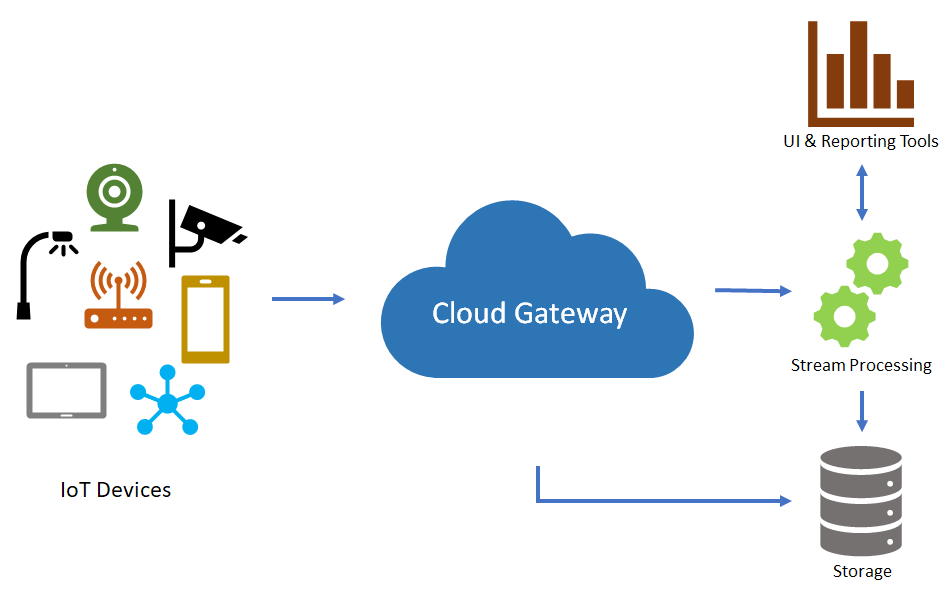 UI & Reporting Tools
Cloud Gateway
Stream Processing
IoT Devices
Storage